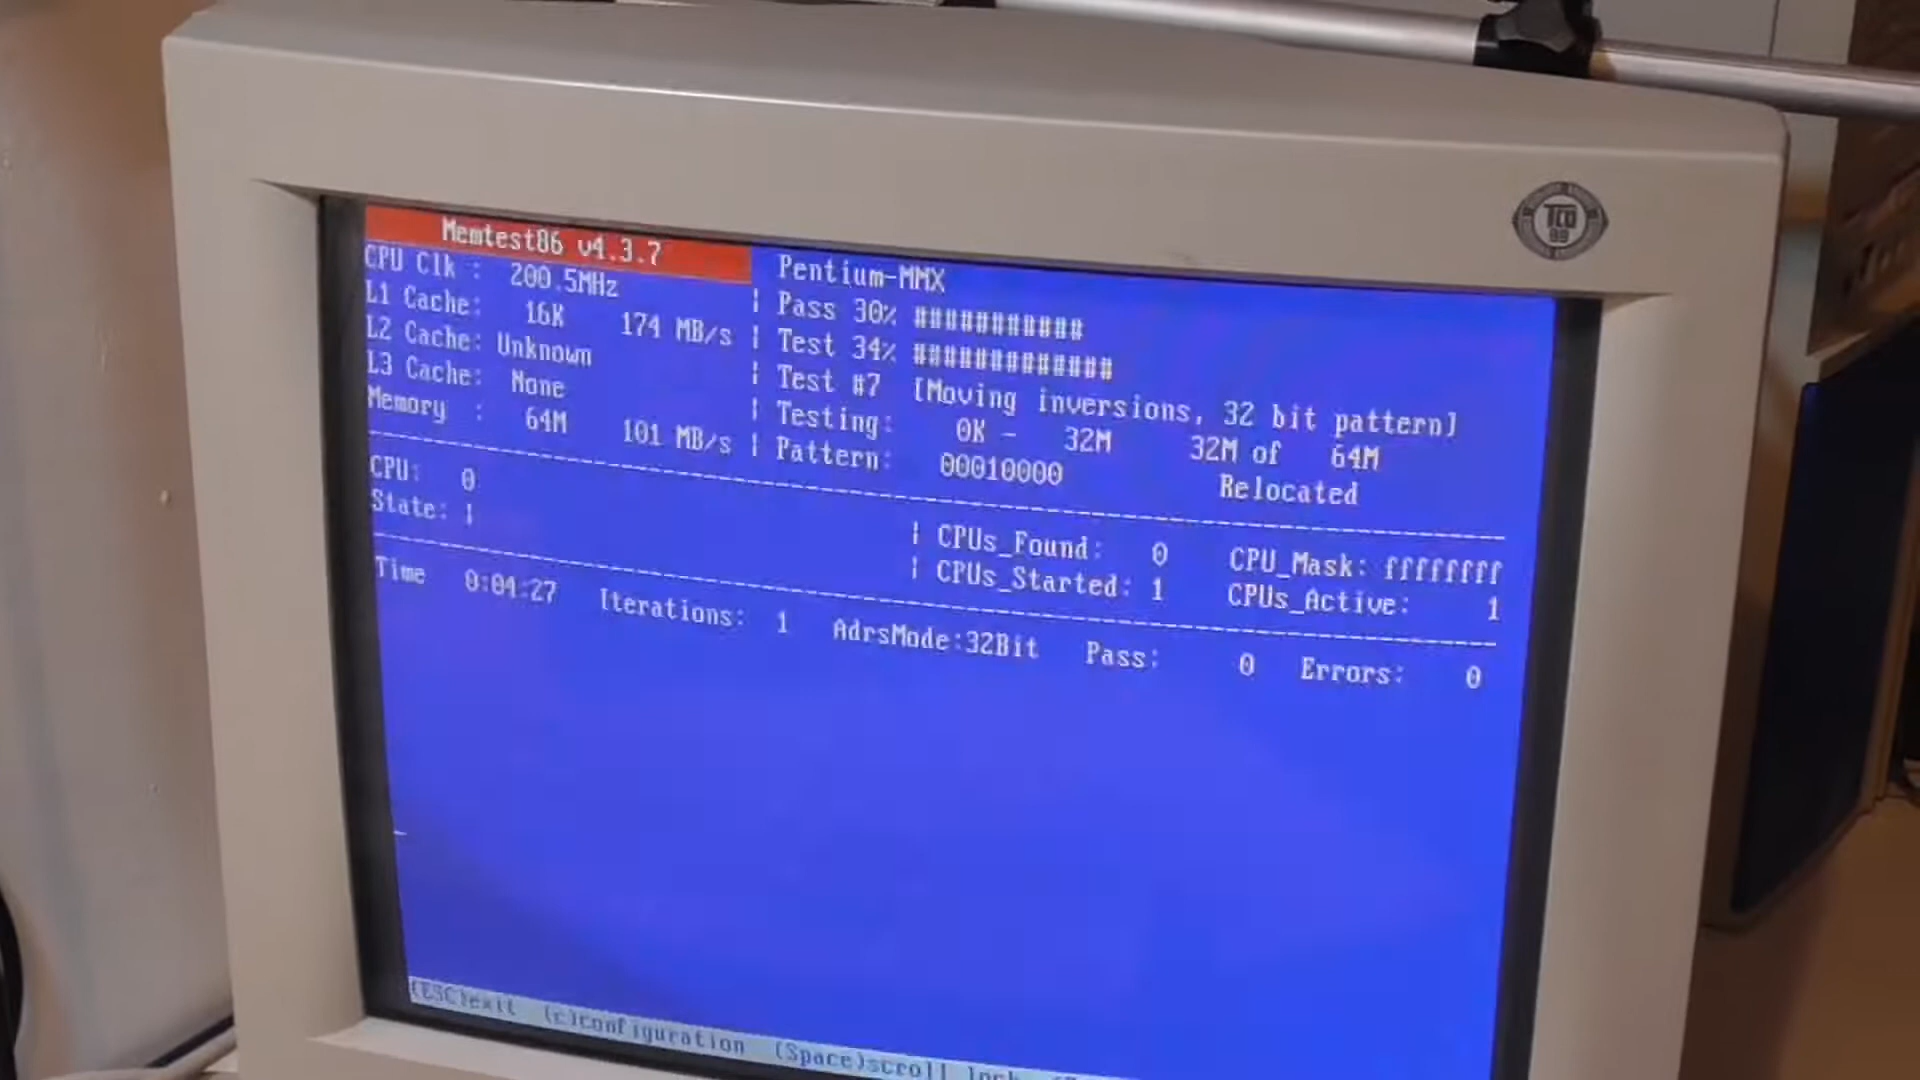 TCO
99
Memtest86 v4.3.7
Pentium-MMX
CPU Clk : 200.5MHz
| Pass 30% ###########
L1 Cache: 16K 174 MB/s
| Test 34% #############
L2 Cache: Unknown
| Test #7 [Moving inversions, 32 bit pattern]
L3 Cache: None
| Testing: 0K - 32M 32M of 64M
Memory : 64M 101 MB/s
| Pattern: 00010000 Relocated
CPU: 0
| CPUs_Found: 0 CPU_Mask: ffffffff
State: |
| CPUs_Started: 1 CPUs_Active: 1
Time 0:04:27 Iterations: 1 AdrsMode:32Bit Pass: 0 Errors: 0
(ESC)exit (c)configuration (Space)scroll lock